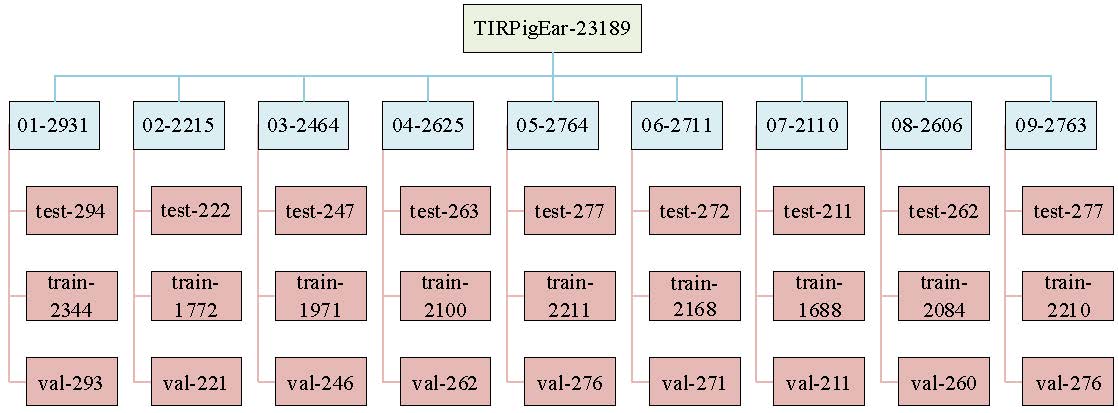 TIRPigEar-23189
01-2931
02-2215
03-2464
04-2625
05-2764
06-2711
07-2110
08-2606
09-2763
test-294
test-222
test-247
test-263
test-277
test-272
test-211
test-262
test-277
train-
2344
train-
1772
train-
1971
train-
2100
train-
2211
train-
2168
train-
1688
train-
2084
train-
2210
val-293
val-221
val-246
val-262
val-276
val-271
val-211
val-260
val-276